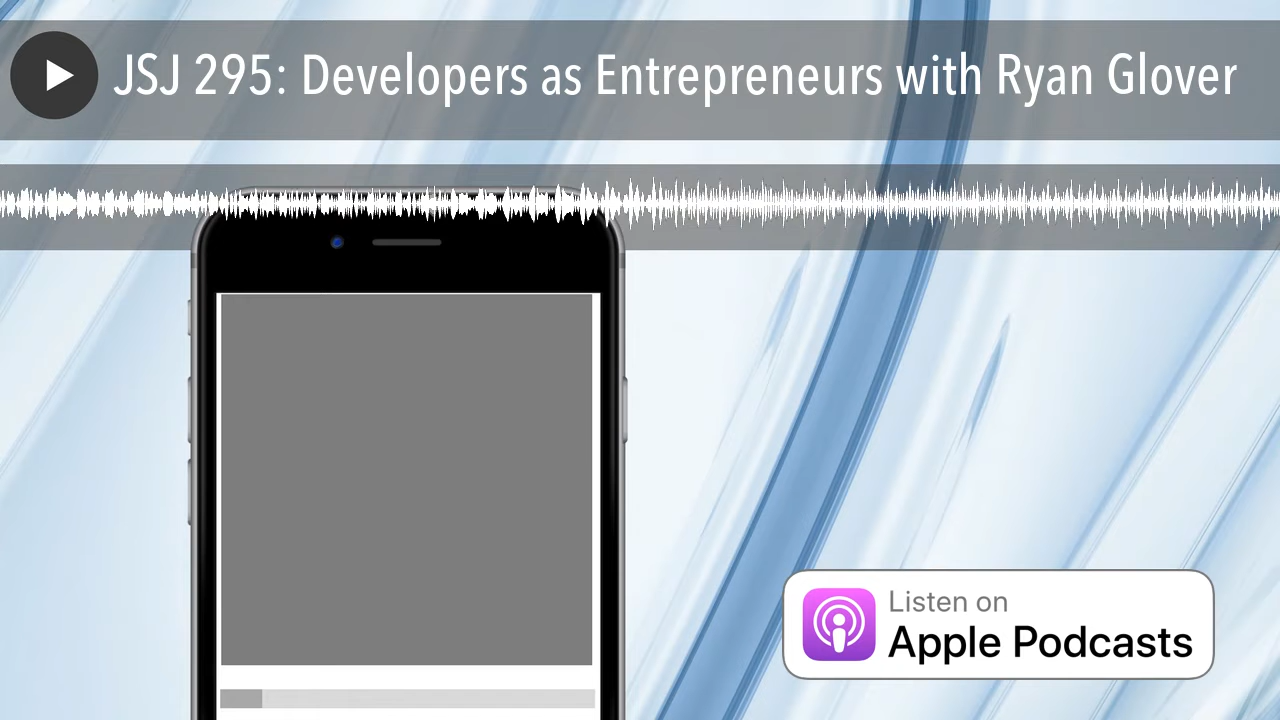 JSJ 295: Developers as Entrepreneurs with Ryan Glover
Listen on
Apple Podcasts